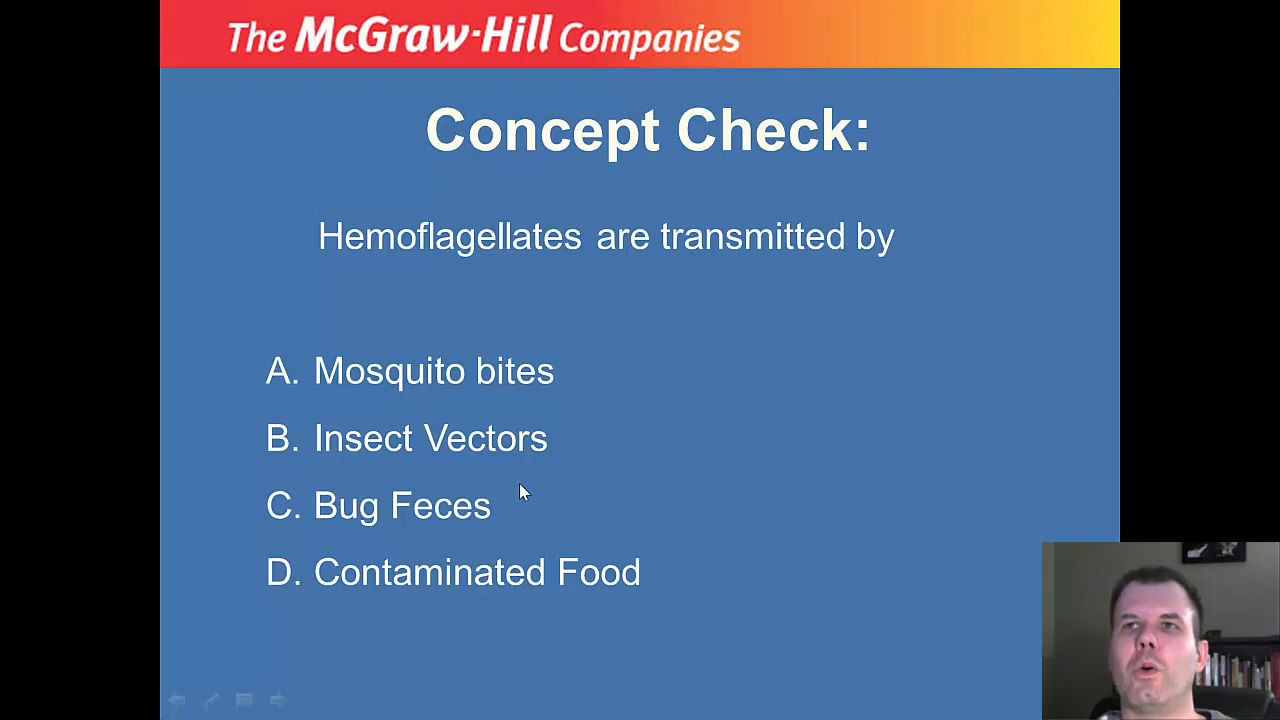 The McGraw-Hill Companies
Concept Check:
Hemoflagellates are transmitted by
A. Mosquito bites
B. Insect Vectors
C. Bug Feces
D. Contaminated Food